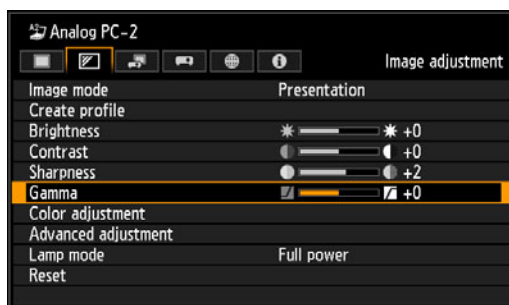 Analog PC-2
Image adjustment
Image mode Presentation
Create profile
Brightness +0
Contrast +0
Sharpness +2
Gamma +0
Color adjustment
Advanced adjustment
Lamp mode Full power
Reset